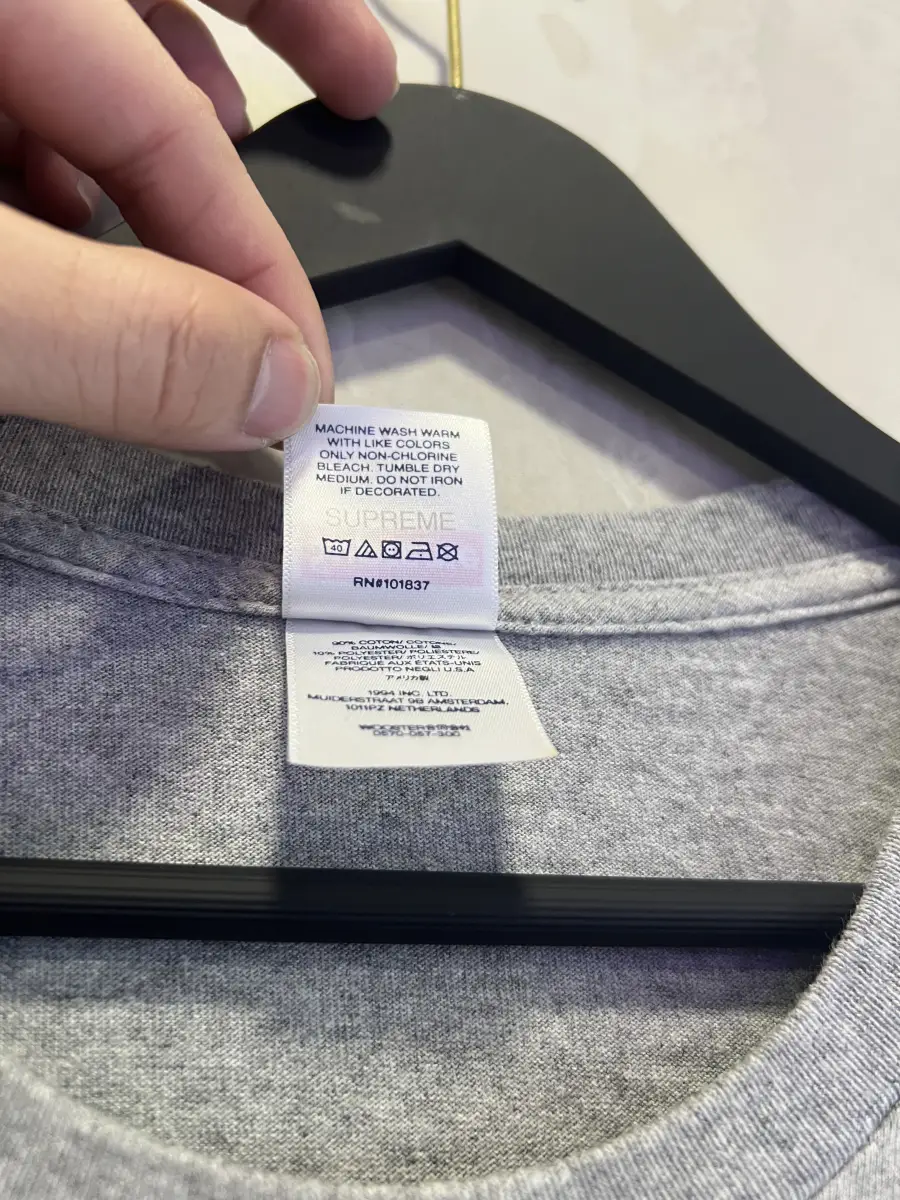 MACHINE WASH WARM
WITH LIKE COLORS
ONLY NON-CHLORINE
BLEACH. TUMBLE DRY
MEDIUM. DO NOT IRON
IF DECORATED.
SUPREME
40
RN#101837
90% COTTON/ COTONE/
BAUMWOLLE/ 綿
10% POLYESTER/ POLIESTERE/
POLYESTER/ ポリエステル
FABRIQUÉ AUX ÉTATS-UNIS
PRODOTTO NEGLI U.S.A
アメリカ製
1994 INC. LTD.
MUIDERSTRAAT 9B AMSTERDAM,
1011PZ NETHERLANDS